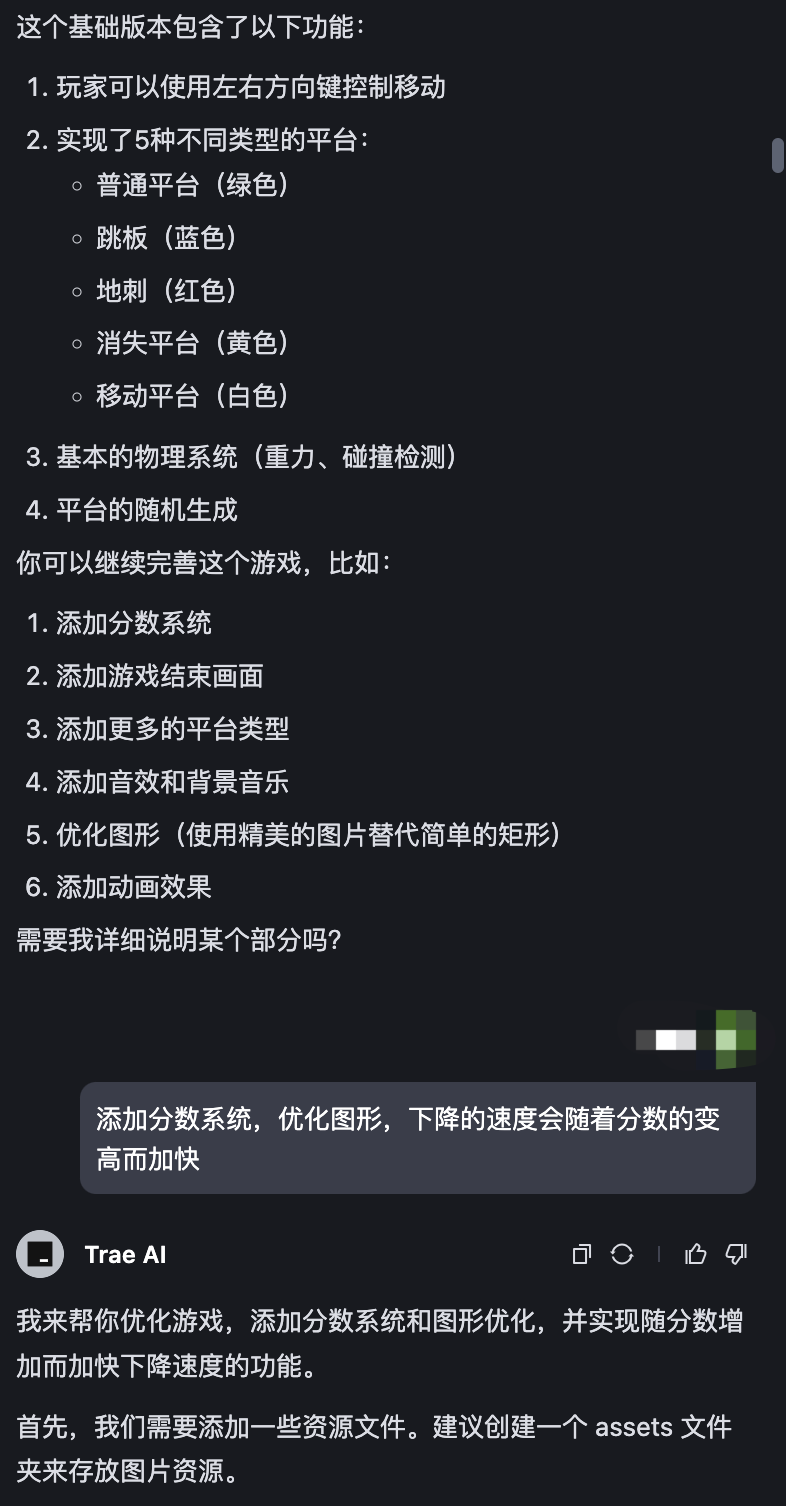 这个基础版本包含了以下功能：
1. 玩家可以使用左右方向键控制移动
2. 实现了5种不同类型的平台：
○ 普通平台（绿色）
○ 跳板（蓝色）
○ 地刺（红色）
○ 消失平台（黄色）
○ 移动平台（白色）
3. 基本的物理系统（重力、碰撞检测）
4. 平台的随机生成
你可以继续完善这个游戏，比如：
1. 添加分数系统
2. 添加游戏结束画面
3. 添加更多的平台类型
4. 添加音效和背景音乐
5. 优化图形（使用精美的图片替代简单的矩形）
6. 添加动画效果
需要我详细说明某个部分吗？
添加分数系统，优化图形，下降的速度会随着分数的变
高而加快
Trae AI
我来帮你优化游戏，添加分数系统和图形优化，并实现随分数增
加而加快下降速度的功能。
首先，我们需要添加一些资源文件。建议创建一个 assets 文件
夹来存放图片资源。